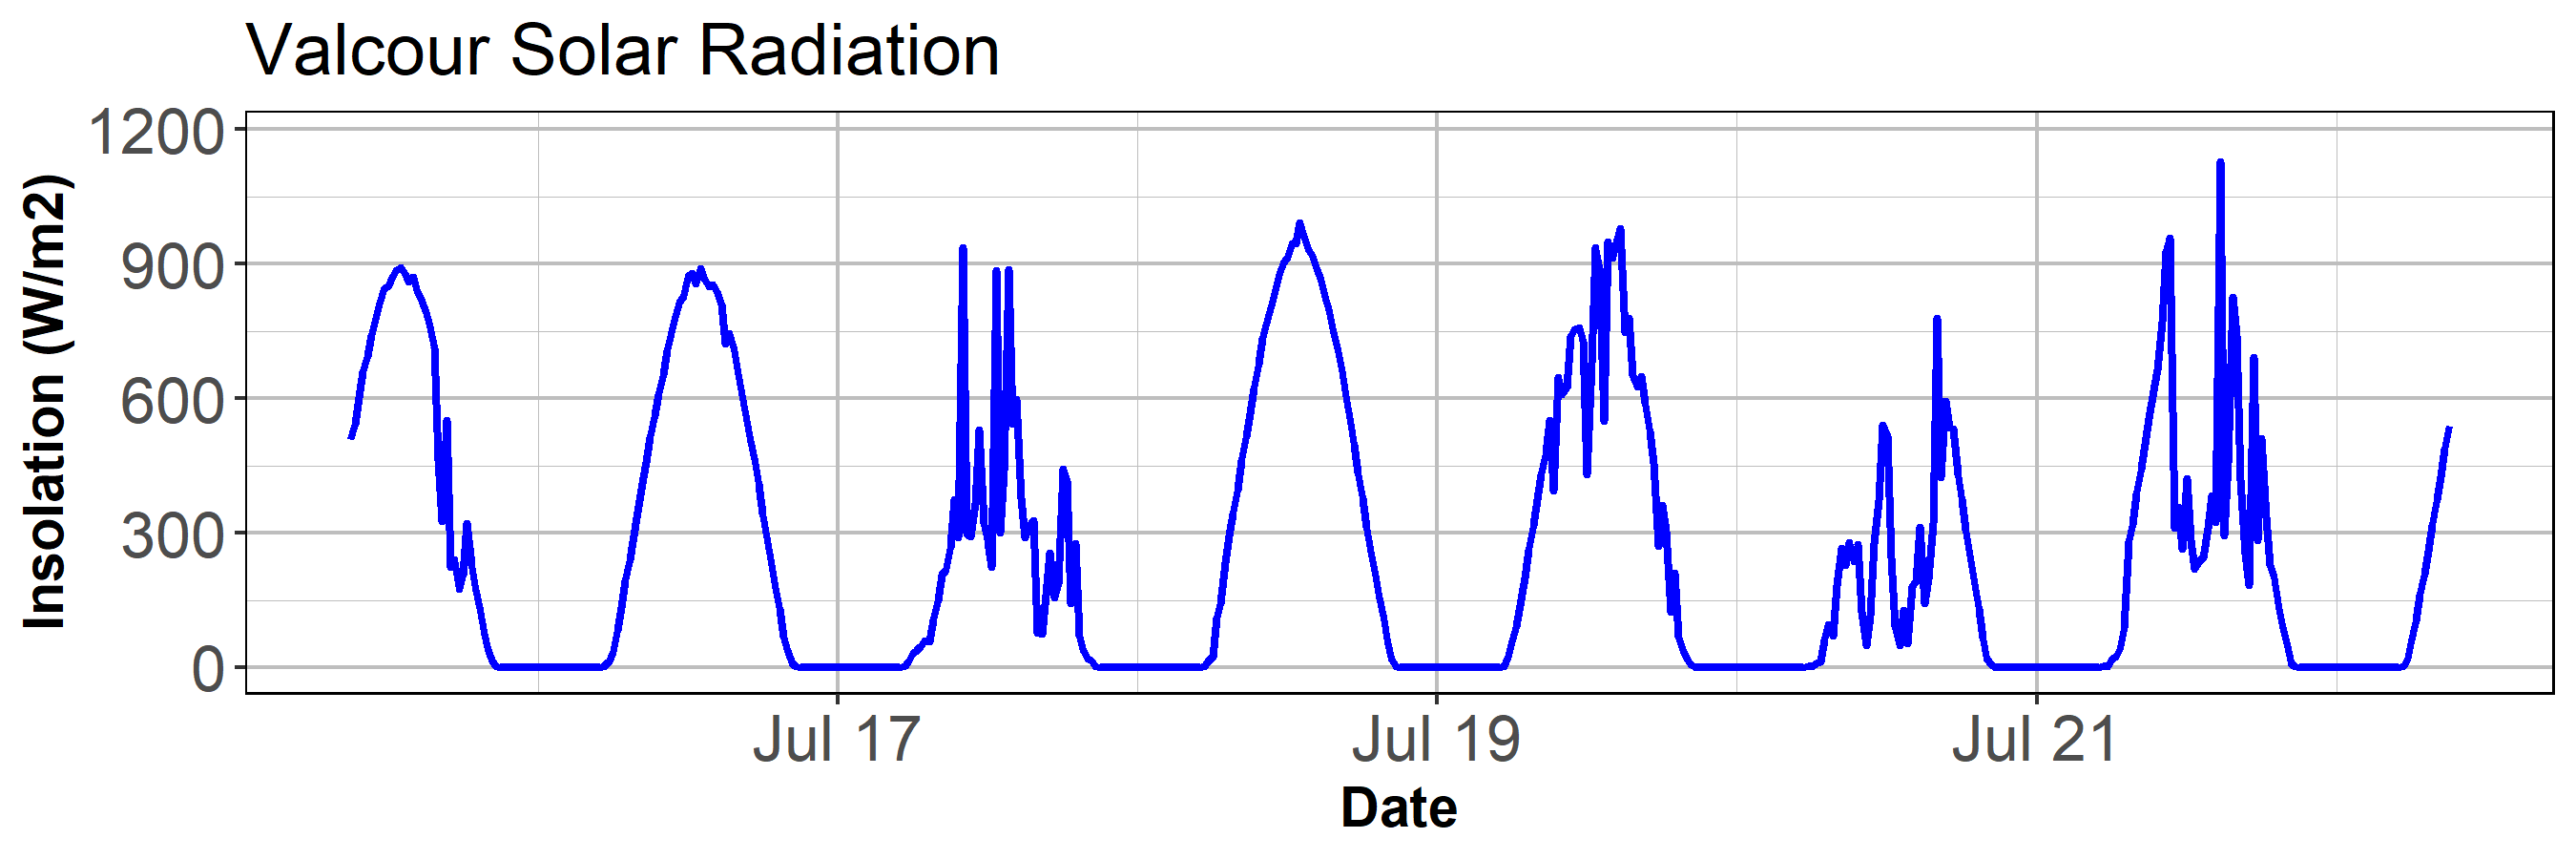 Valcour Solar Radiation
Insolation (W/m2)
1200
900
600
300
0
Jul 17
Jul 19
Jul 21
Date